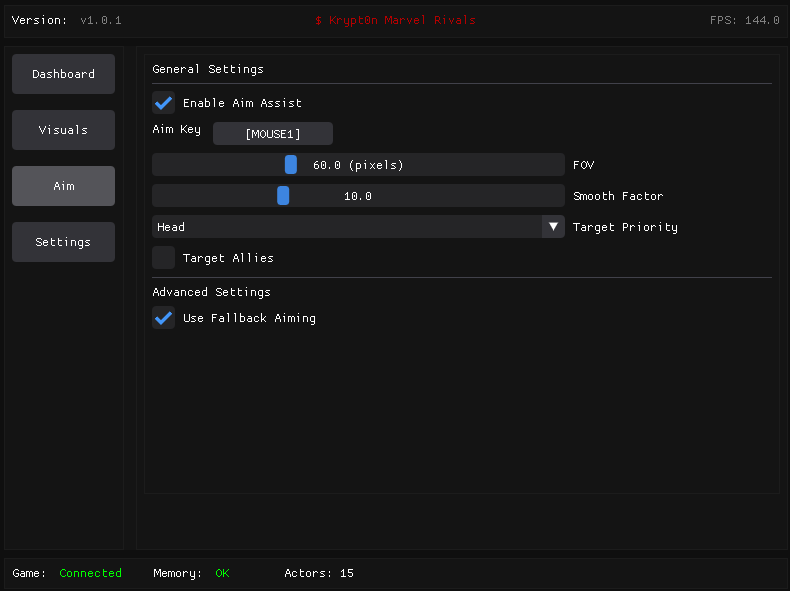 Version: v1.0.1 $ Krypt0n Marvel Rivals FPS: 144.0
Dashboard
Visuals
Aim
Settings
General Settings
Enable Aim Assist
Aim Key [MOUSE1]
60.0 (pixels) FOV
10.0 Smooth Factor
Head Target Priority
Target Allies
Advanced Settings
Use Fallback Aiming
Game: Connected Memory: OK Actors: 15